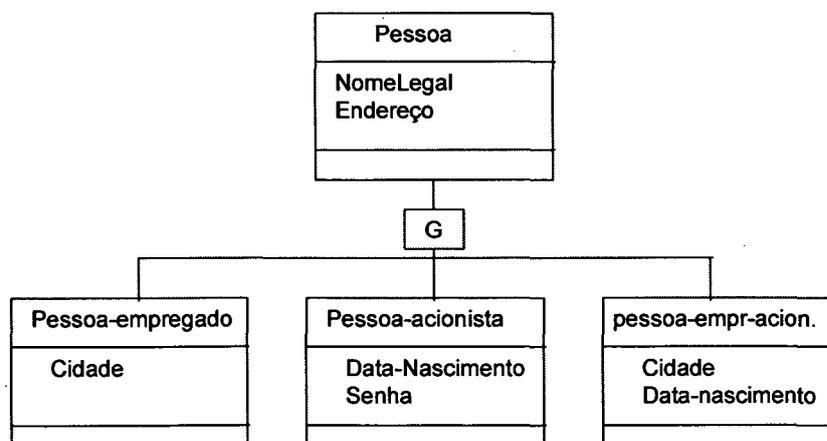 Pessoa
NomeLegal
Endereço
G
Pessoa-empregado
Cidade
Pessoa-acionista
Data-Nascimento
Senha
pessoa-empr-acion.
Cidade
Data-nascimento